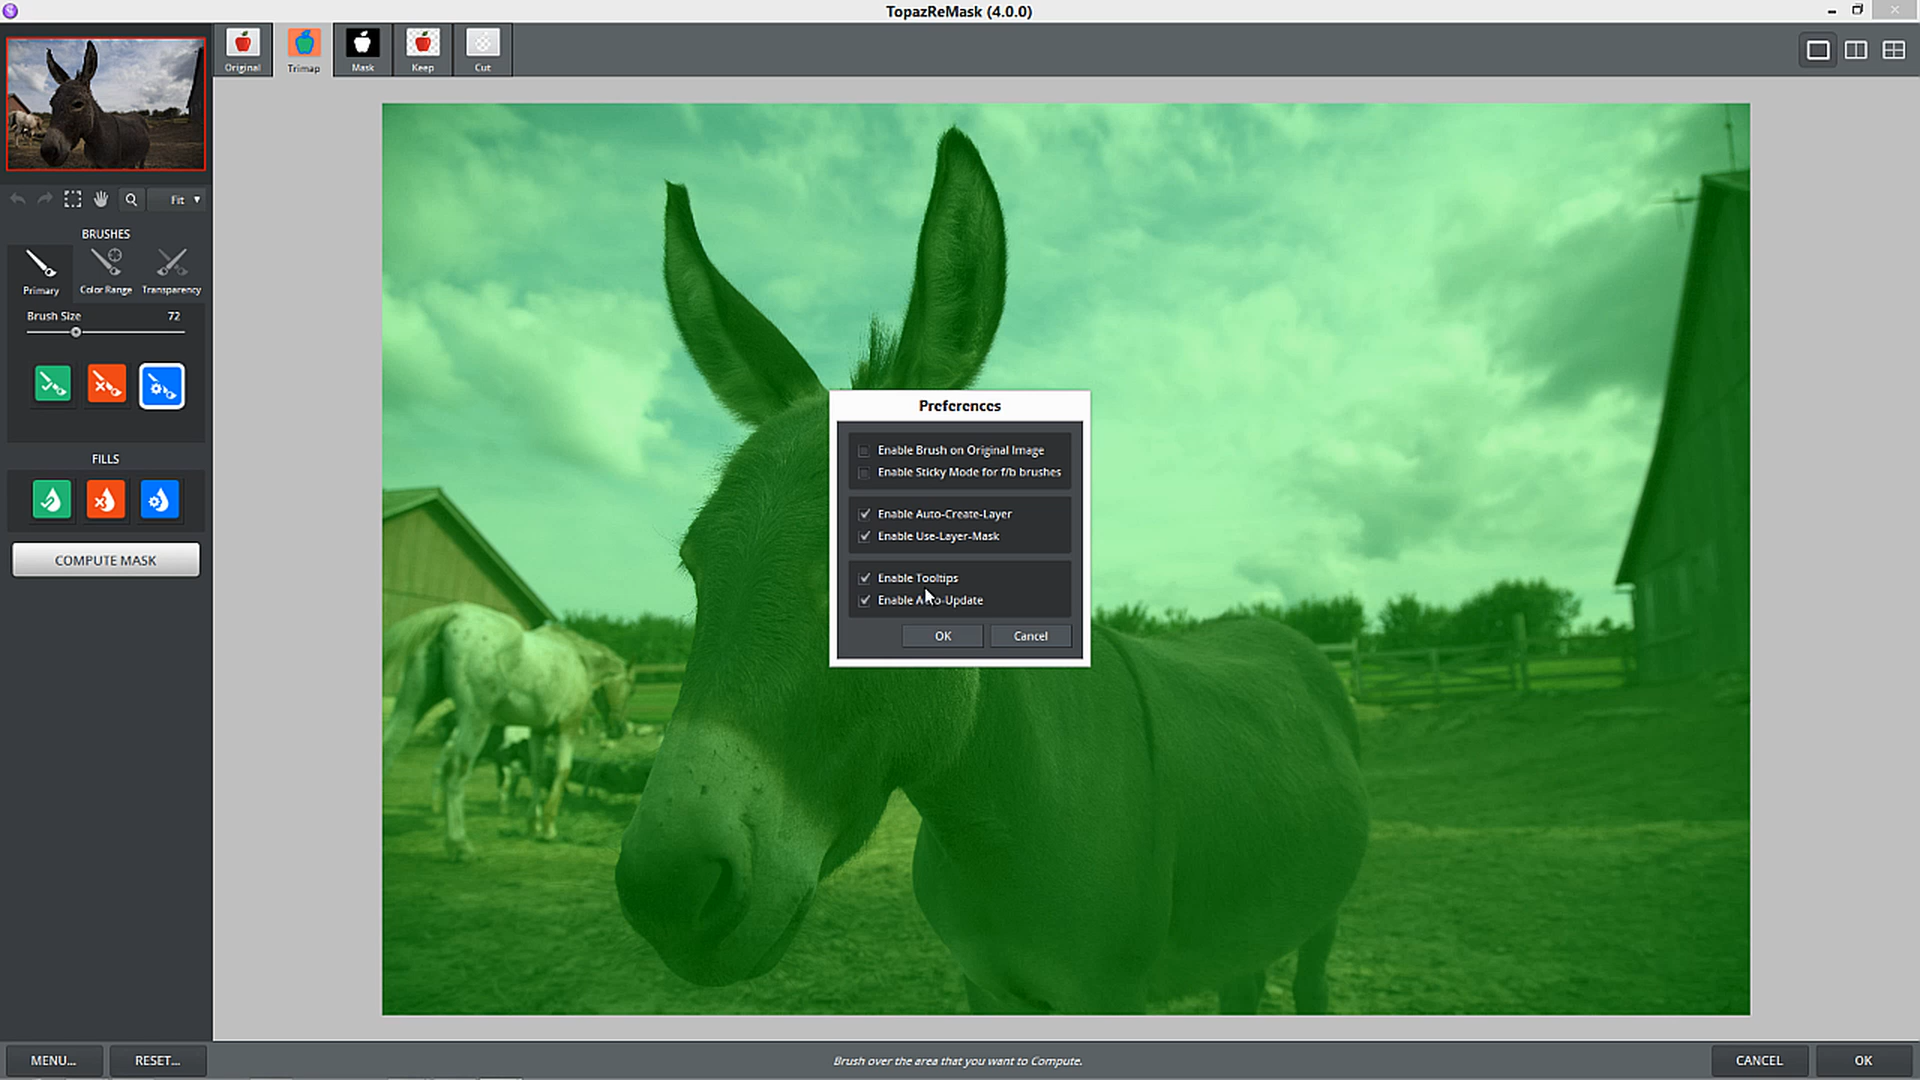 TopazReMask (4.0.0)
Original
Trimap
Mask
Keep
Cut
Fit
BRUSHES
Primary
Color Range
Transparency
Brush Size 72
FILLS
COMPUTE MASK
Preferences
Enable Brush on Original Image
Enable Sticky Mode for f/b brushes
Enable Auto-Create-Layer
Enable Use-Layer-Mask
Enable Tooltips
Enable Auto-Update
OK Cancel
MENU... RESET...
Brush over the area that you want to Compute.
CANCEL OK